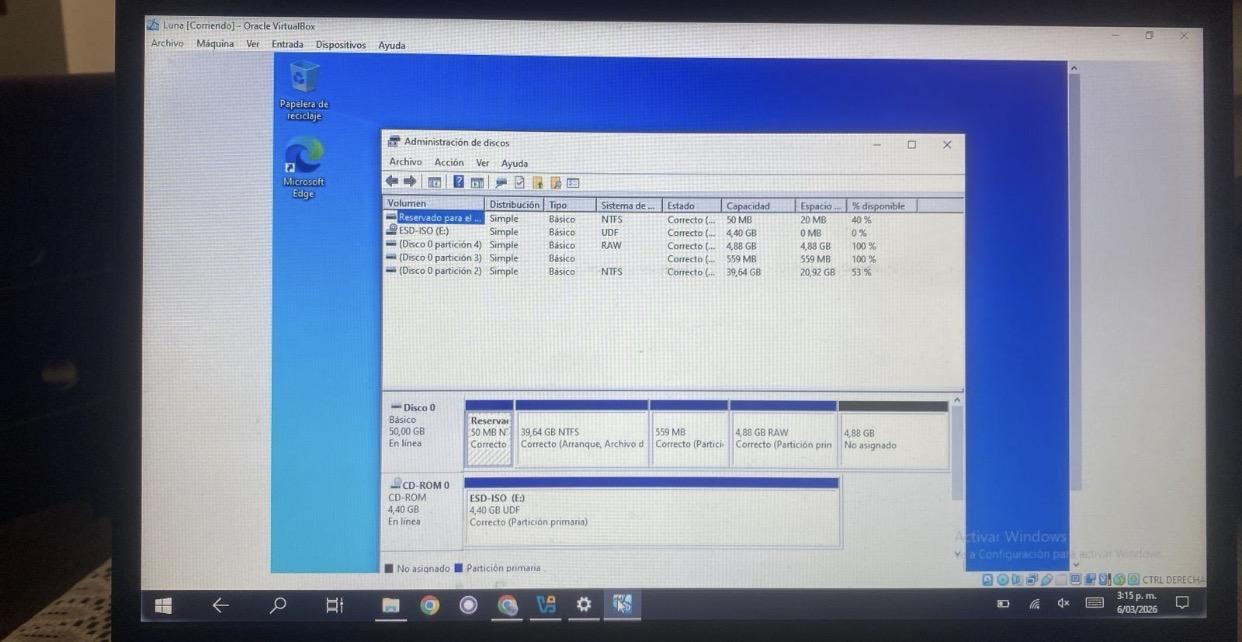 Luna [Corriendo] - Oracle VirtualBox
Archivo Máquina Ver Entrada Dispositivos Ayuda
Papelera de
reciclaje
Microsoft
Edge
Administración de discos
Archivo Acción Ver Ayuda
Volumen Distribución Tipo Sistema de ... Estado Capacidad Espacio ... % disponible
Reservado para el ... Simple Básico NTFS Correcto (... 50 MB 20 MB 40 %
ESD-ISO (E:) Simple Básico UDF Correcto (... 4,40 GB 0 MB 0 %
(Disco 0 partición 4) Simple Básico RAW Correcto (... 4,88 GB 4,88 GB 100 %
(Disco 0 partición 3) Simple Básico Correcto (... 559 MB 559 MB 100 %
(Disco 0 partición 2) Simple Básico NTFS Correcto (... 39,64 GB 20,92 GB 53 %
Disco 0
Básico
50,00 GB
En línea
Reservar
50 MB N
Correcto
39,64 GB NTFS
Correcto (Arranque, Archivo d
559 MB
Correcto (Partici
4,88 GB RAW
Correcto (Partición prin
4,88 GB
No asignado
CD-ROM 0
CD-ROM
4,40 GB
En línea
ESD-ISO (E:)
4,40 GB UDF
Correcto (Partición primaria)
No asignado Partición primaria
Activar Windows
Ve a Configuración para activar Windows.
CTRL DERECHA
3:15 p. m.
6/03/2026